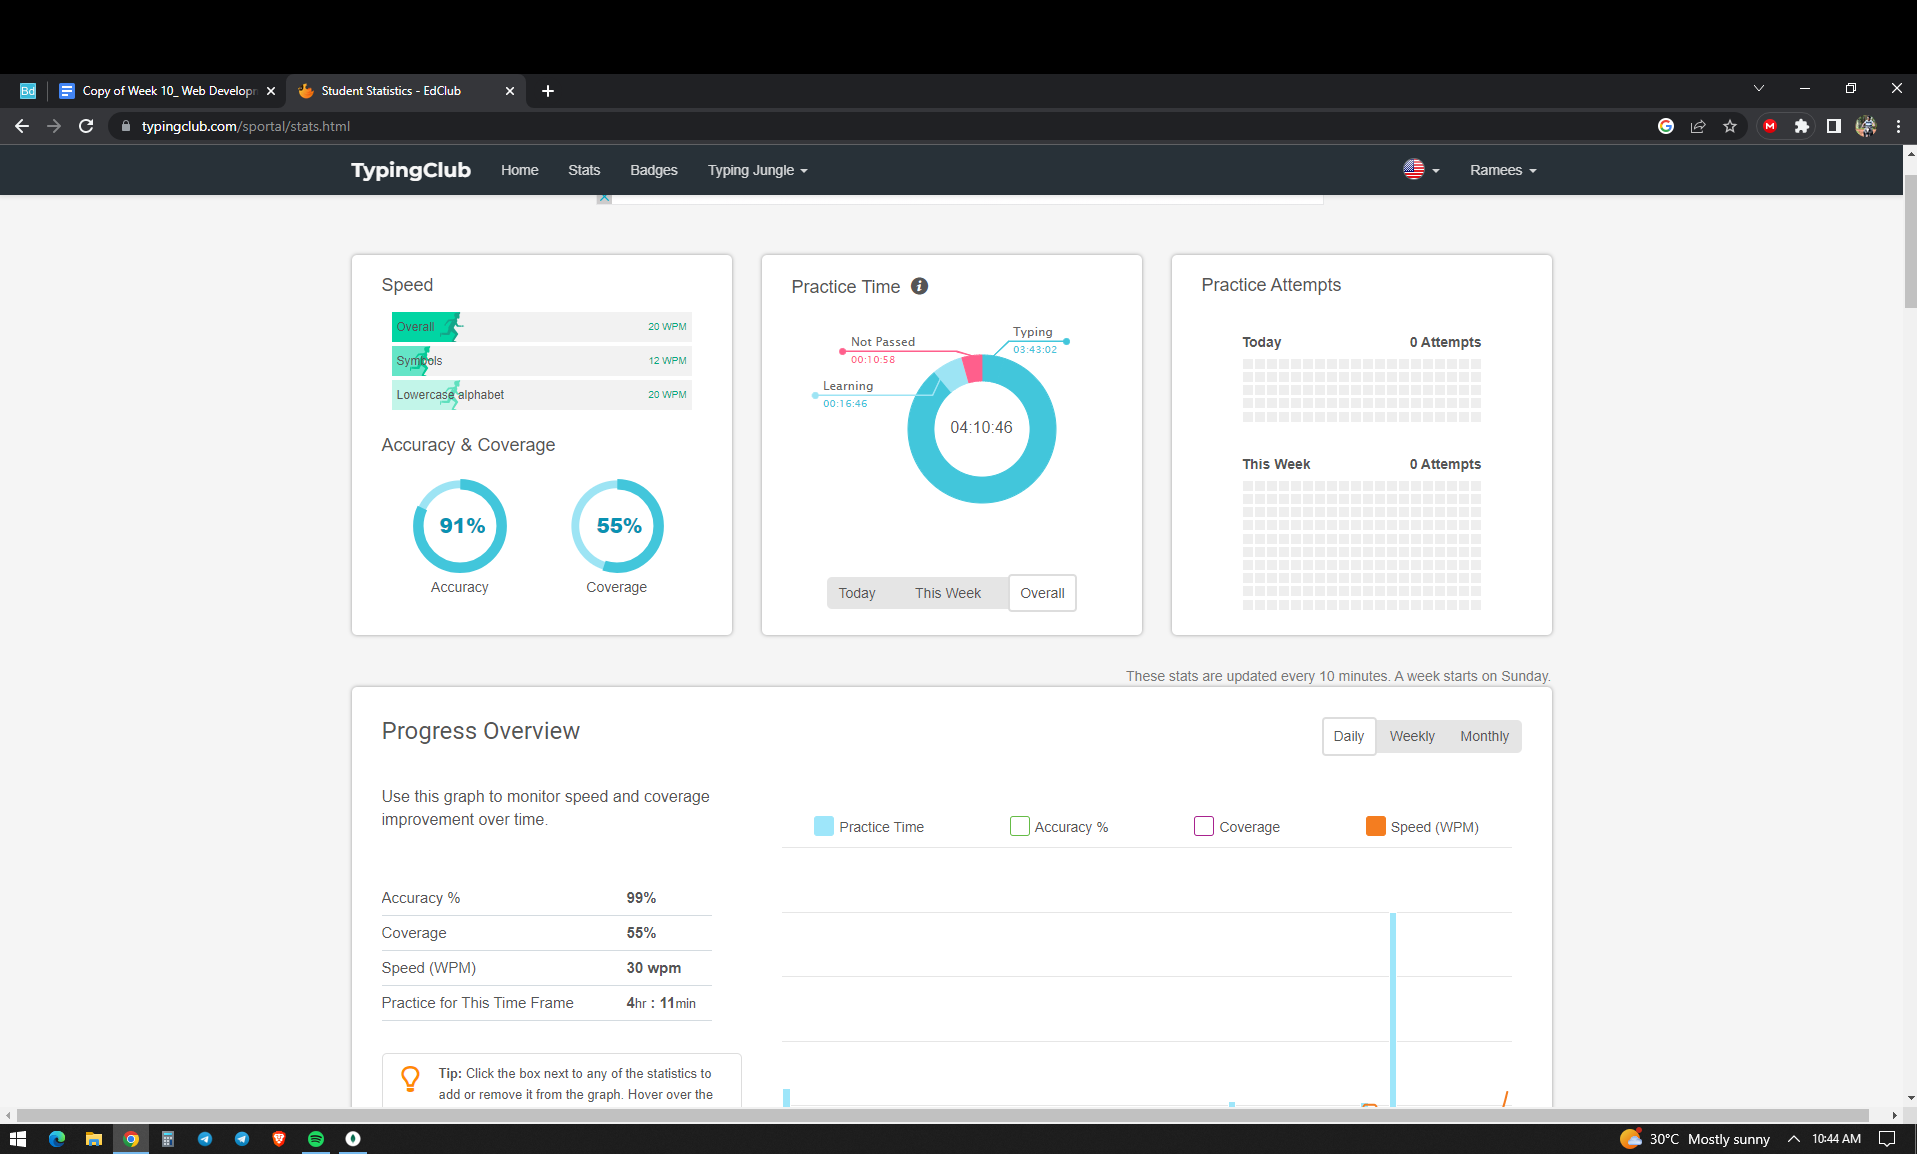 Bd
Copy of Week 10_ Web Developm
Student Statistics - EdClub
typingclub.com/sportal/stats.html
TypingClub
Home
Stats
Badges
Typing Jungle
Ramees
Speed
Overall
20 WPM
Symbols
12 WPM
Lowercase alphabet
20 WPM
Accuracy & Coverage
91%
55%
Accuracy
Coverage
Practice Time
Typing
03:43:02
Not Passed
00:10:58
Learning
00:16:46
04:10:46
Today
This Week
Overall
Practice Attempts
Today
0 Attempts
This Week
0 Attempts
These stats are updated every 10 minutes. A week starts on Sunday.
Progress Overview
Daily
Weekly
Monthly
Use this graph to monitor speed and coverage
improvement over time.
Practice Time
Accuracy %
Coverage
Speed (WPM)
Accuracy % 99%
Coverage 55%
Speed (WPM) 30 wpm
Practice for This Time Frame 4hr : 11min
Tip: Click the box next to any of the statistics to
add or remove it from the graph. Hover over the
30°C Mostly sunny
10:44 AM